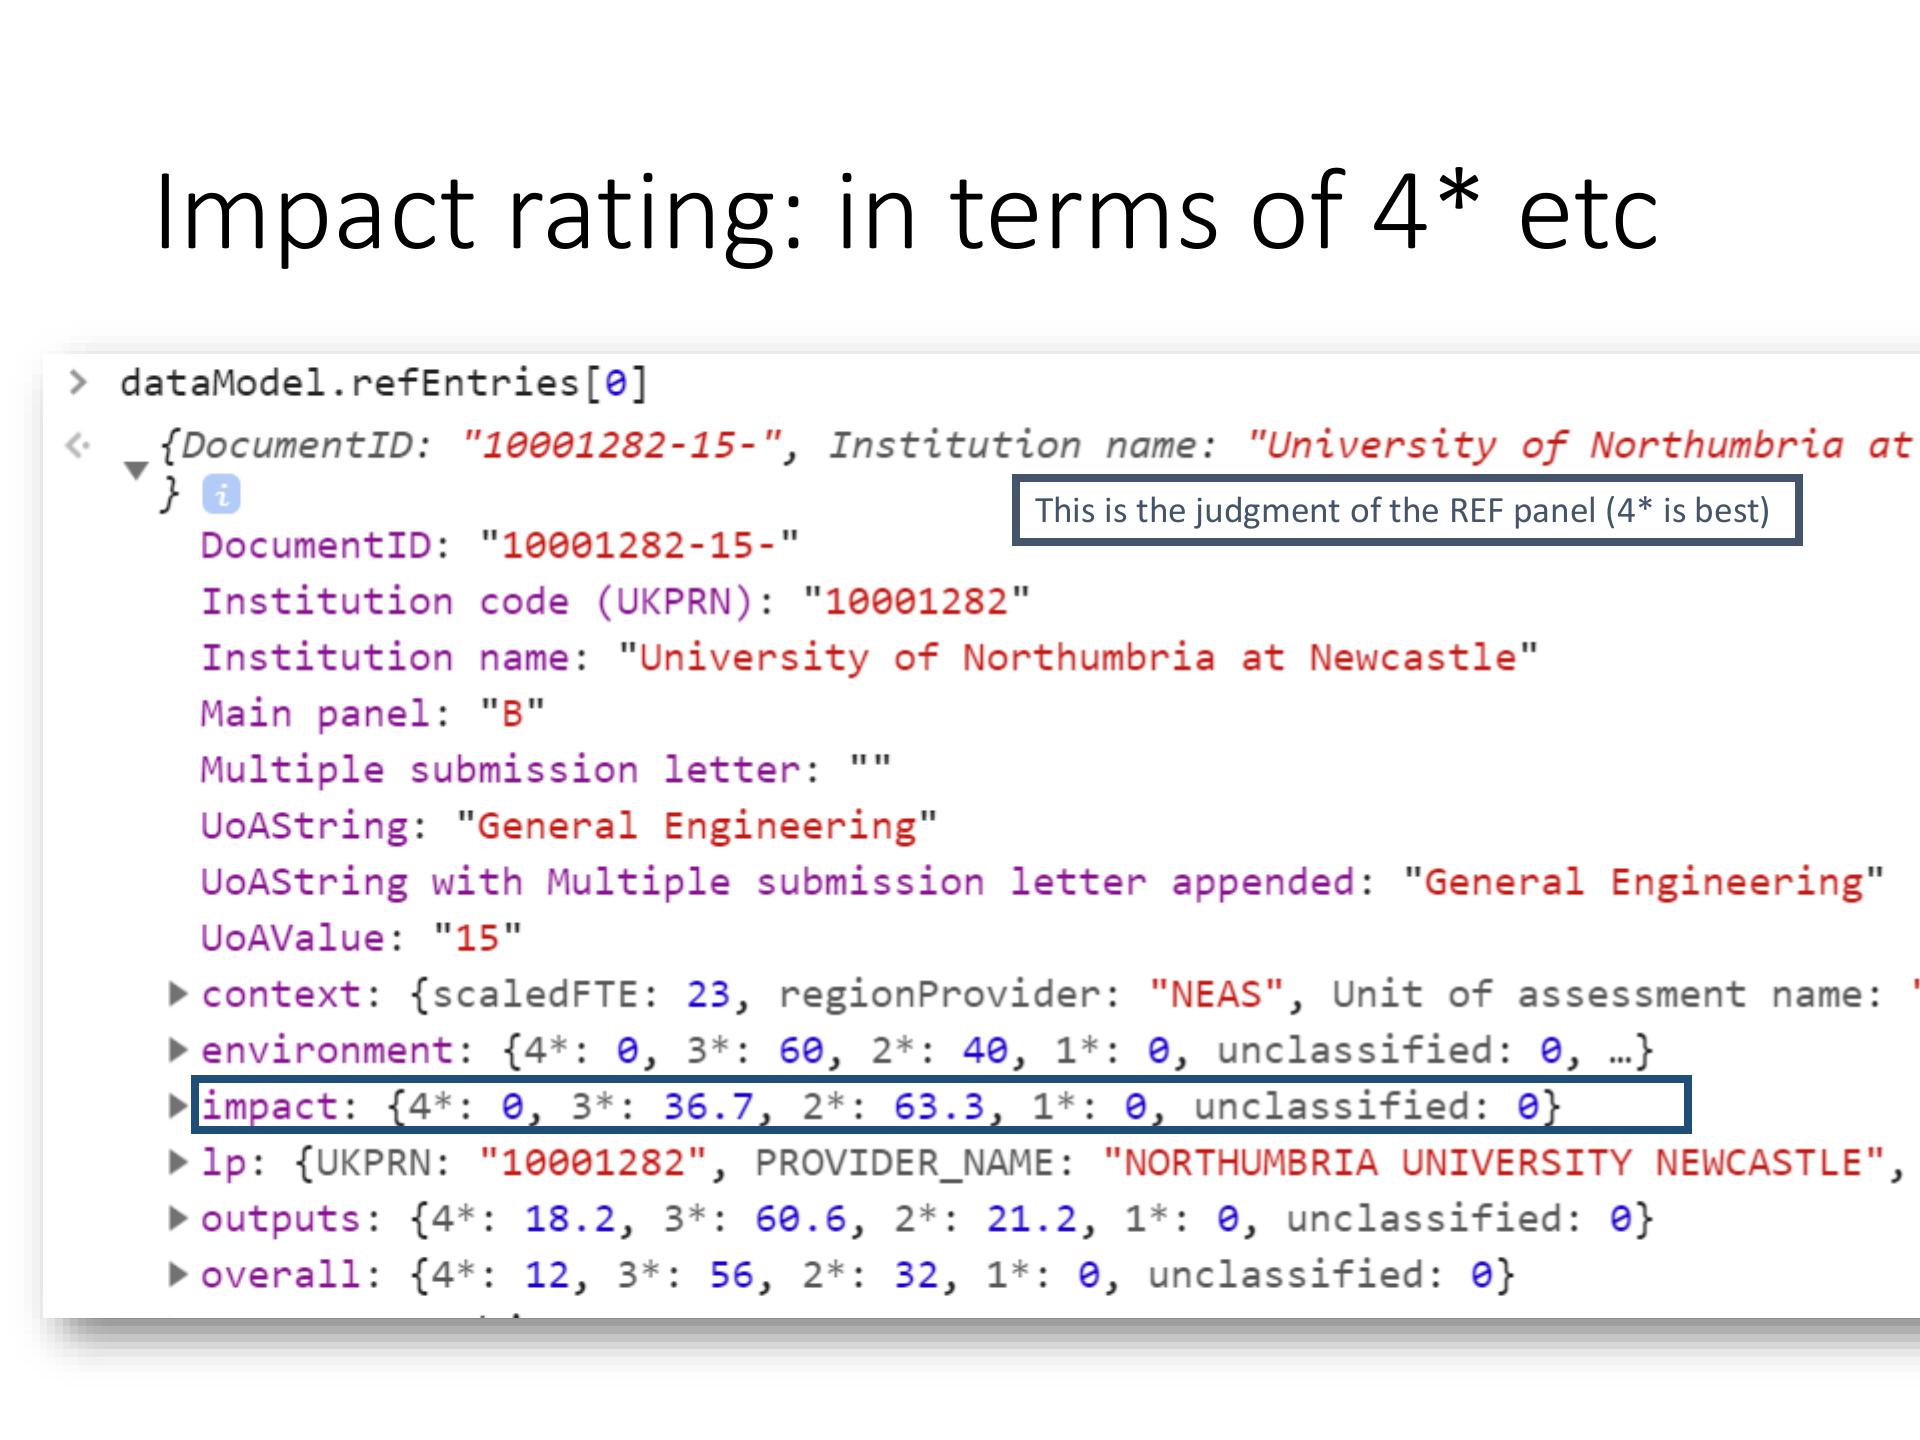 Impact rating: in terms of 4* etc
> dataModel.refEntries[0]
{DocumentID: "10001282-15-", Institution name: "University of Northumbria at
} i
This is the judgment of the REF panel (4* is best)
DocumentID: "10001282-15-"
Institution code (UKPRN): "10001282"
Institution name: "University of Northumbria at Newcastle"
Main panel: "B"
Multiple submission letter: ""
UoAString: "General Engineering"
UoAString with Multiple submission letter appended: "General Engineering"
UoAValue: "15"
context: {scaledFTE: 23, regionProvider: "NEAS", Unit of assessment name: "
environment: {4*: 0, 3*: 60, 2*: 40, 1*: 0, unclassified: 0, …}
impact: {4*: 0, 3*: 36.7, 2*: 63.3, 1*: 0, unclassified: 0}
lp: {UKPRN: "10001282", PROVIDER_NAME: "NORTHUMBRIA UNIVERSITY NEWCASTLE",
outputs: {4*: 18.2, 3*: 60.6, 2*: 21.2, 1*: 0, unclassified: 0}
overall: {4*: 12, 3*: 56, 2*: 32, 1*: 0, unclassified: 0}